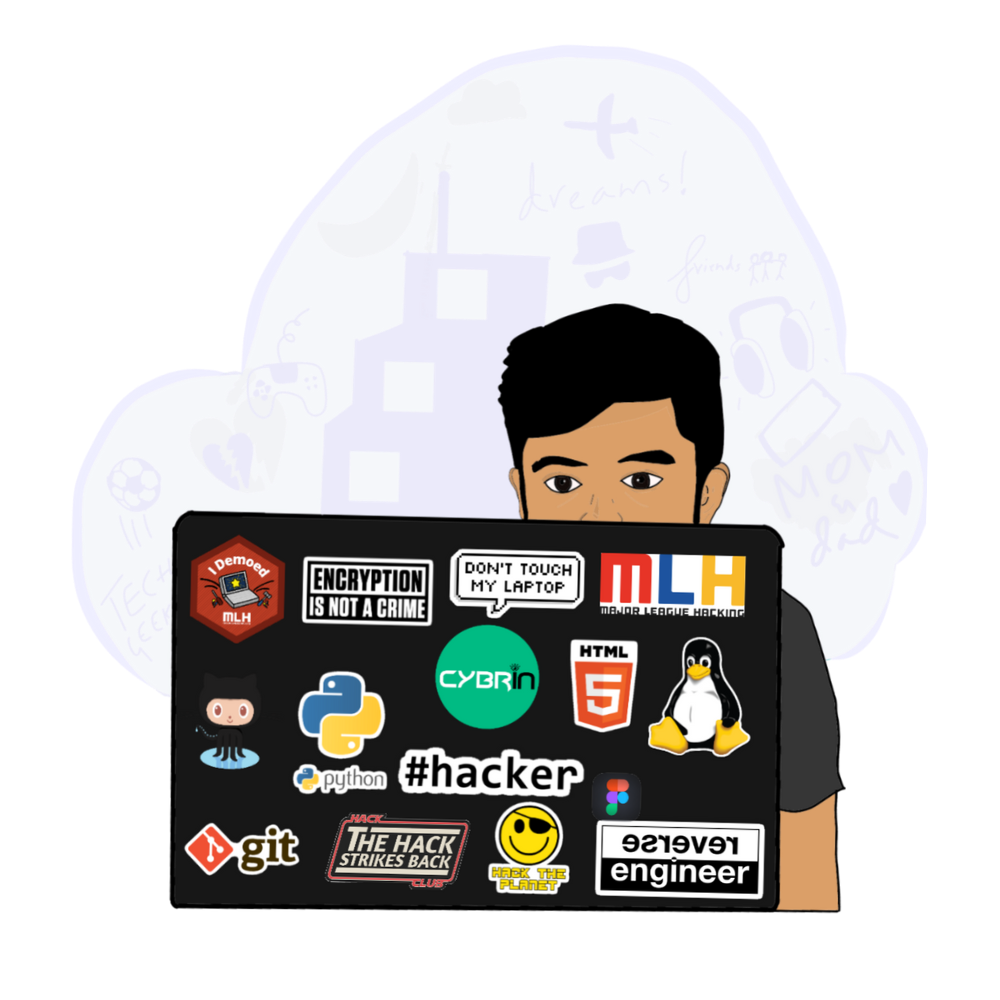 dreams!
friends
MOM
&
dad
TECH
I Demoed
MLH
ENCRYPTION
IS NOT A CRIME
DON'T TOUCH
MY LAPTOP
MLH
MAJOR LEAGUE HACKING
CYBRIN
HTML
5
python
#hacker
git
HACK
THE HACK
STRIKES BACK
CLUB
HACK THE
PLANET
reverse
engineer